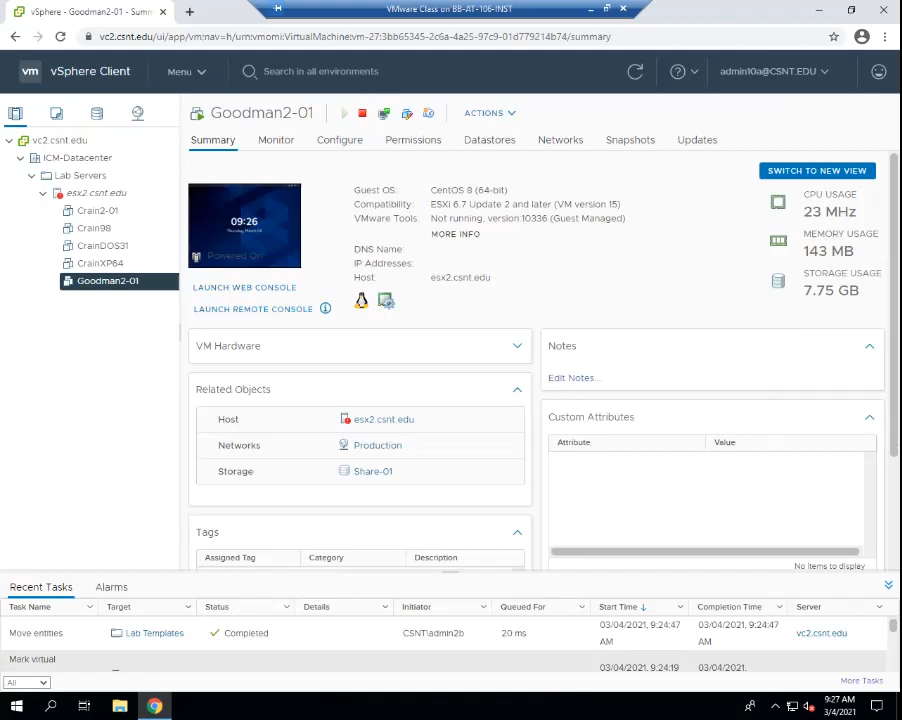 vSphere - Goodman2-01 - Summ
VMware Class on BB-AT-106-INST
vc2.csnt.edu/ui/app/vm;nav=h/urn:vmomi:VirtualMachine:vm-27:3bb65345-2c6a-4a25-97c9-01d779214b74/summary
vm vSphere Client Menu Search in all environments admin10a@CSNT.EDU
Goodman2-01 ACTIONS
Summary Monitor Configure Permissions Datastores Networks Snapshots Updates
vc2.csnt.edu
ICM-Datacenter
Lab Servers
esx2.csnt.edu
Crain2-01
Crain98
CrainDOS31
CrainXP64
Goodman2-01
SWITCH TO NEW VIEW
09:26
Thursday, March 04
Powered On
LAUNCH WEB CONSOLE
LAUNCH REMOTE CONSOLE
Guest OS: CentOS 8 (64-bit)
Compatibility: ESXi 6.7 Update 2 and later (VM version 15)
VMware Tools: Not running, version:10336 (Guest Managed)
MORE INFO
DNS Name:
IP Addresses:
Host: esx2.csnt.edu
CPU USAGE
23 MHz
MEMORY USAGE
143 MB
STORAGE USAGE
7.75 GB
VM Hardware
Related Objects
Host esx2.csnt.edu
Networks Production
Storage Share-01
Tags
Assigned Tag Category Description
Notes
Edit Notes...
Custom Attributes
Attribute Value
No items to display
Recent Tasks Alarms
Task Name Target Status Details Initiator Queued For Start Time Completion Time Server
Move entities Lab Templates Completed CSNT\admin2b 20 ms 03/04/2021, 9:24:47 AM 03/04/2021, 9:24:47 AM vc2.csnt.edu
Mark virtual 03/04/2021, 9:24:19 03/04/2021,
All More Tasks
9:27 AM
3/4/2021